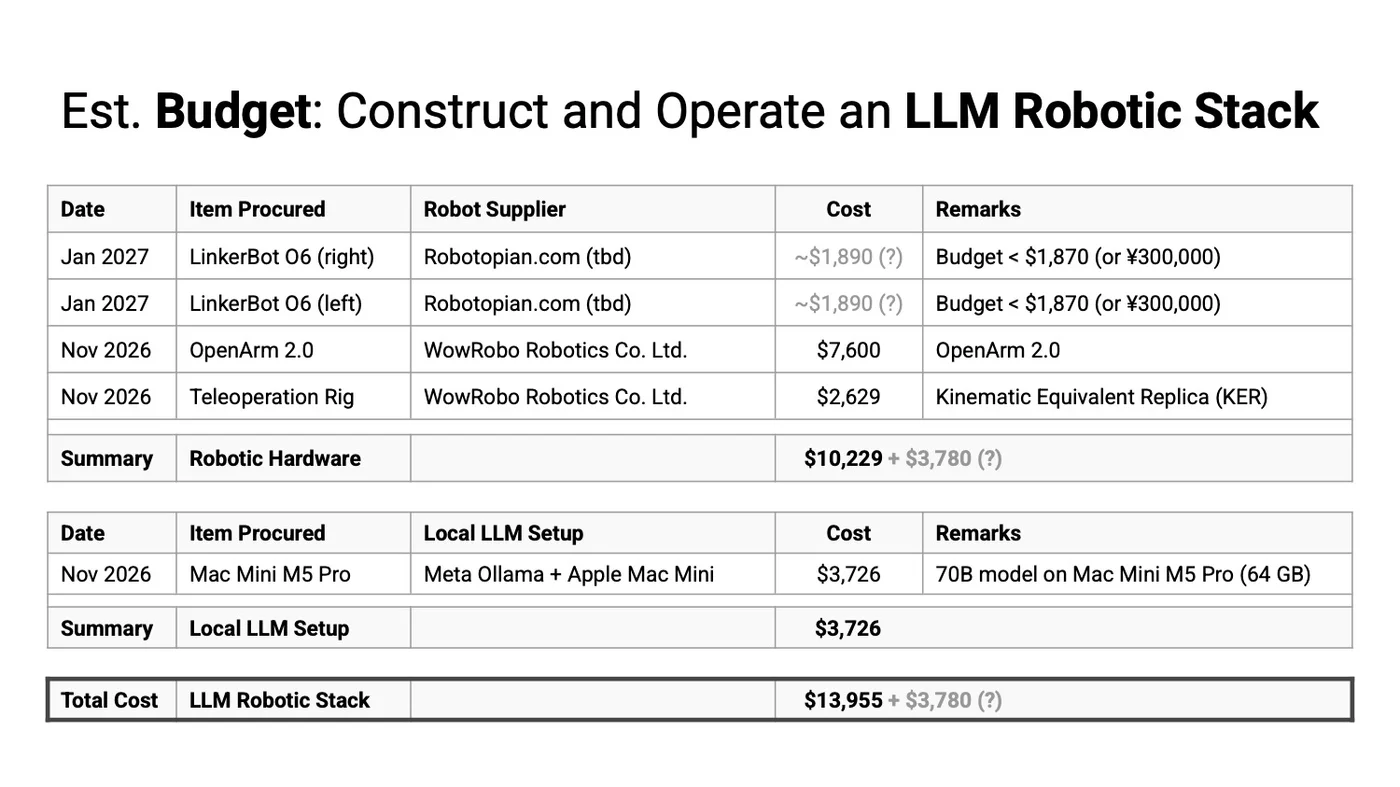 Est. Budget: Construct and Operate an LLM Robotic Stack
Date Item Procured Robot Supplier Cost Remarks
Jan 2027 LinkerBot O6 (right) Robotopian.com (tbd) ~$1,890 (?) Budget < $1,870 (or ¥300,000)
Jan 2027 LinkerBot O6 (left) Robotopian.com (tbd) ~$1,890 (?) Budget < $1,870 (or ¥300,000)
Nov 2026 OpenArm 2.0 WowRobo Robotics Co. Ltd. $7,600 OpenArm 2.0
Nov 2026 Teleoperation Rig WowRobo Robotics Co. Ltd. $2,629 Kinematic Equivalent Replica (KER)
Summary Robotic Hardware $10,229 + $3,780 (?)
Date Item Procured Local LLM Setup Cost Remarks
Nov 2026 Mac Mini M5 Pro Meta Ollama + Apple Mac Mini $3,726 70B model on Mac Mini M5 Pro (64 GB)
Summary Local LLM Setup $3,726
Total Cost LLM Robotic Stack $13,955 + $3,780 (?)